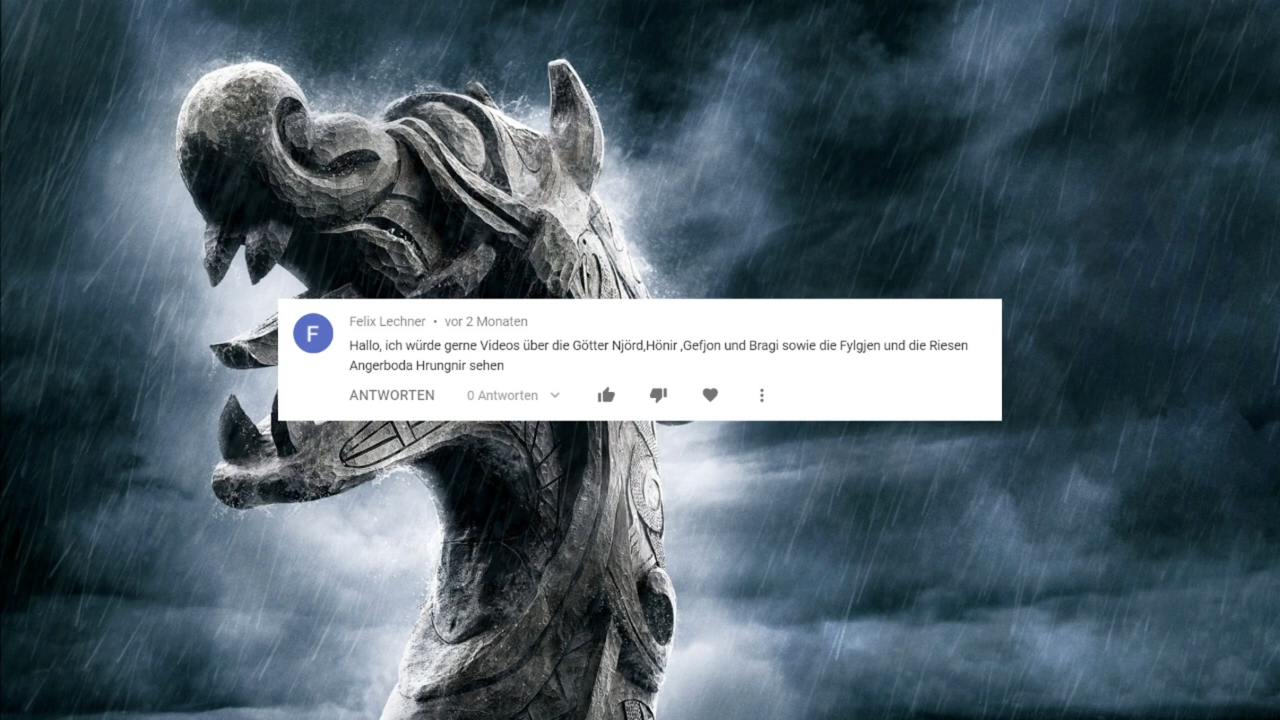 F
Felix Lechner • vor 2 Monaten
Hallo, ich würde gerne Videos über die Götter Njörd,Hönir ,Gefjon und Bragi sowie die Fylgjen und die Riesen
Angerboda Hrungnir sehen
ANTWORTEN 0 Antworten